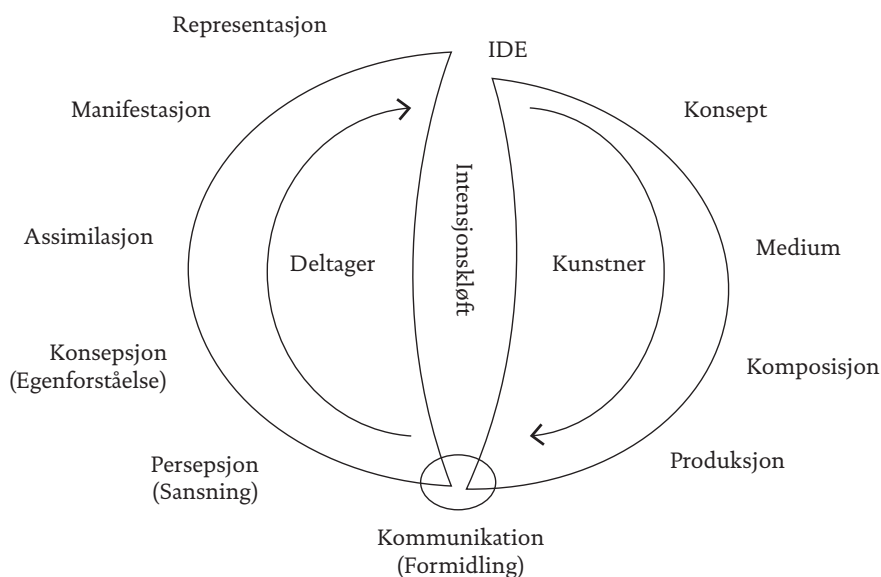 Representasjon
IDE
Manifestasjon
Konsept
Assimilasjon
Deltager
Intensjonskløft
Kunstner
Medium
Konsepsjon
(Egenforståelse)
Komposisjon
Persepsjon
(Sansning)
Produksjon
Kommunikation
(Formidling)